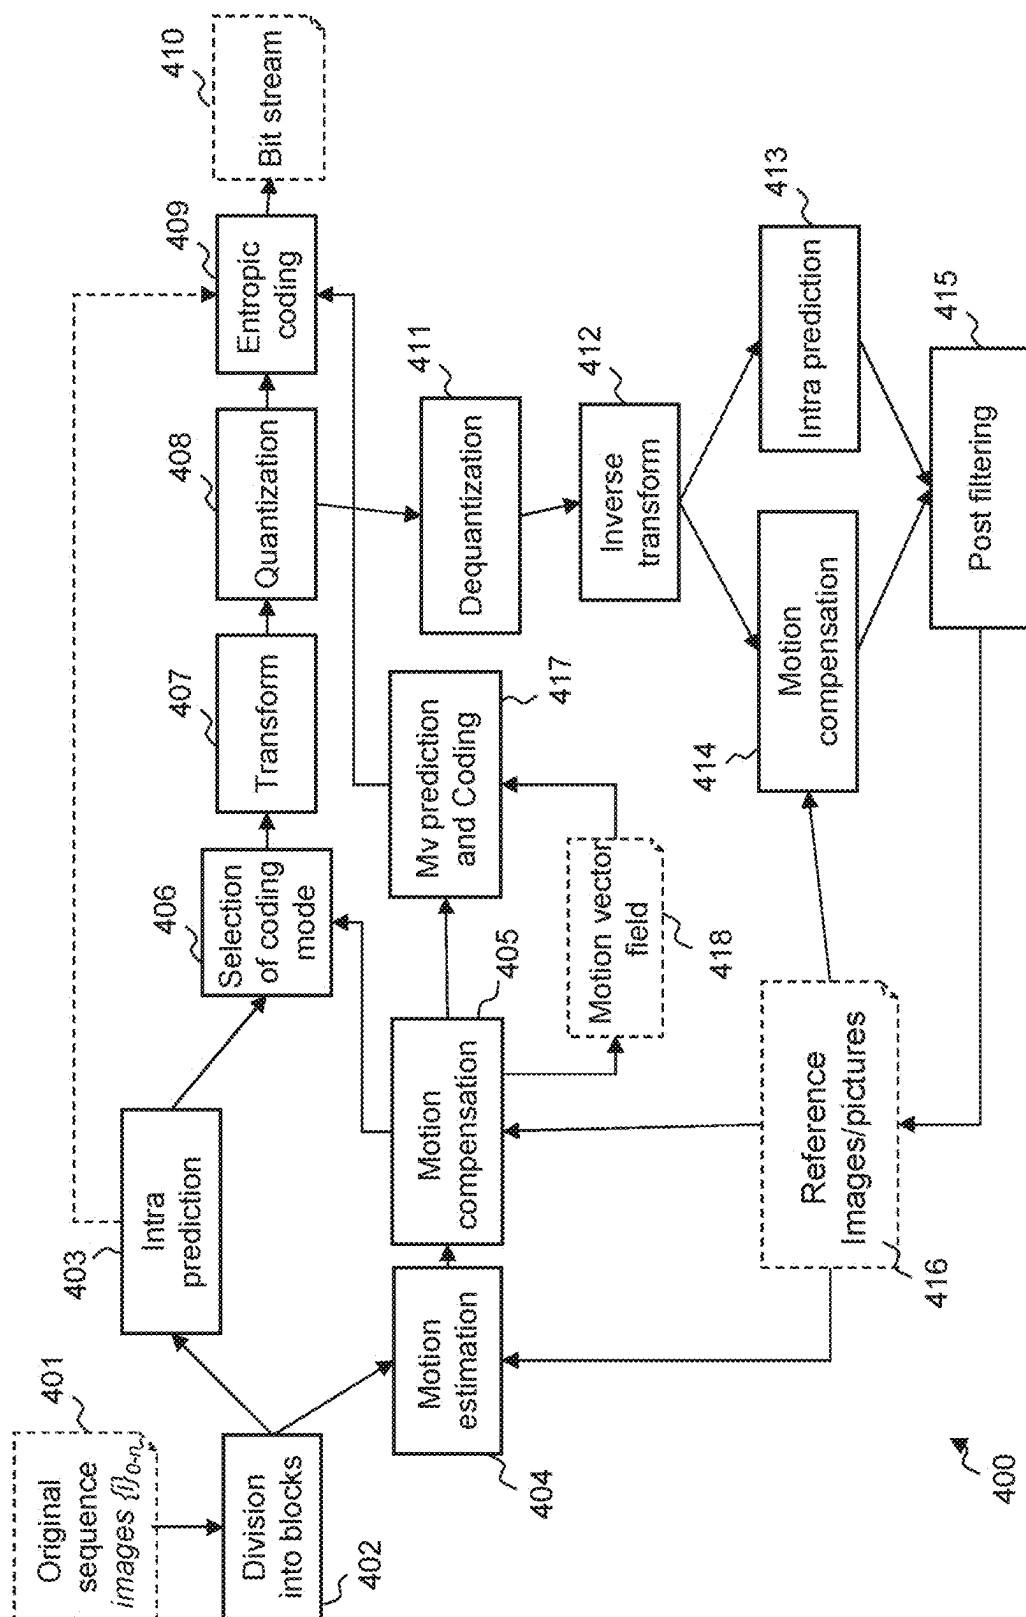 401
Original
sequence
images {I}0-n
Division
into blocks
402
403
Intra
prediction
Motion
estimation
404
406
Selection
of coding
mode
407
Transform
408
Quantization
409
Entropic
coding
410
Bit stream
Motion
compensation
405
Mv prediction
and Coding
417
Motion vector
field
418
411
Dequantization
412
Inverse
transform
413
Intra prediction
414
Motion
compensation
415
Post filtering
Reference
Images/pictures
416
400